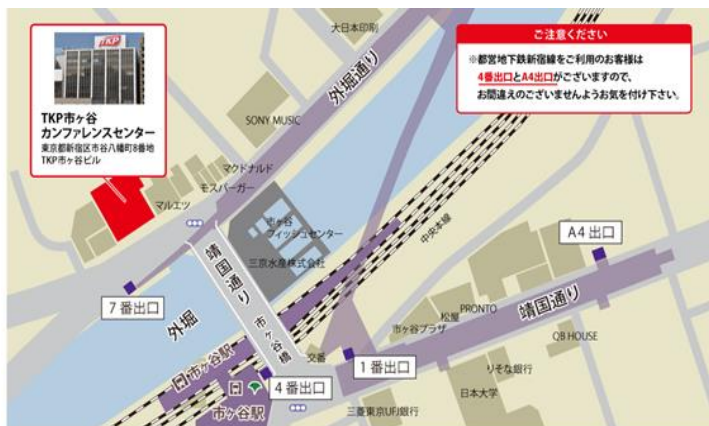 大日本印刷
外堀通り
SONY MUSIC
ご注意ください
※都営地下鉄新宿線をご利用のお客様は
4番出口とA4出口がございますので、
お間違えのございませんようお気を付け下さい。
TKP
TKP市ヶ谷
カンファレンスセンター
東京都新宿区市谷八幡町8番地
TKP市ヶ谷ビル
マクドナルド
モスバーガー
マルエツ
市ヶ谷
フィッシュセンター
三京水産株式会社
中央本線
A4 出口
靖国通り
7 番出口
外堀
市ヶ谷橋
PRONTO
松屋
市ヶ谷プラザ
靖国通り
QB HOUSE
市ヶ谷駅
交番
1 番出口
りそな銀行
4 番出口
日本大学
市ヶ谷駅
三菱東京UFJ銀行